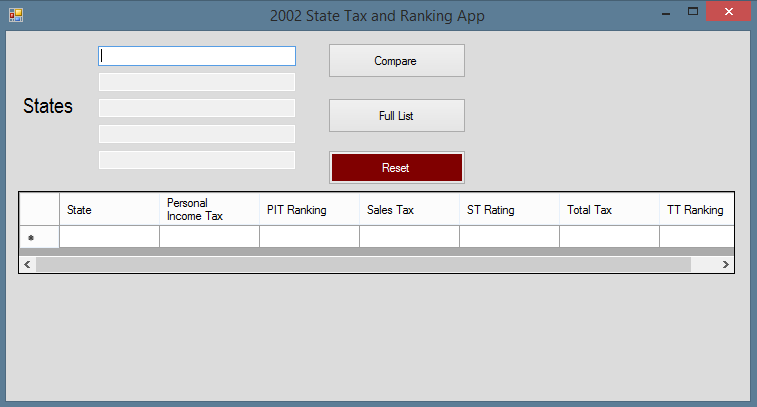 2002 State Tax and Ranking App
Compare
States
Full List
Reset
State
Personal
Income Tax
PIT Ranking
Sales Tax
ST Rating
Total Tax
TT Ranking
*